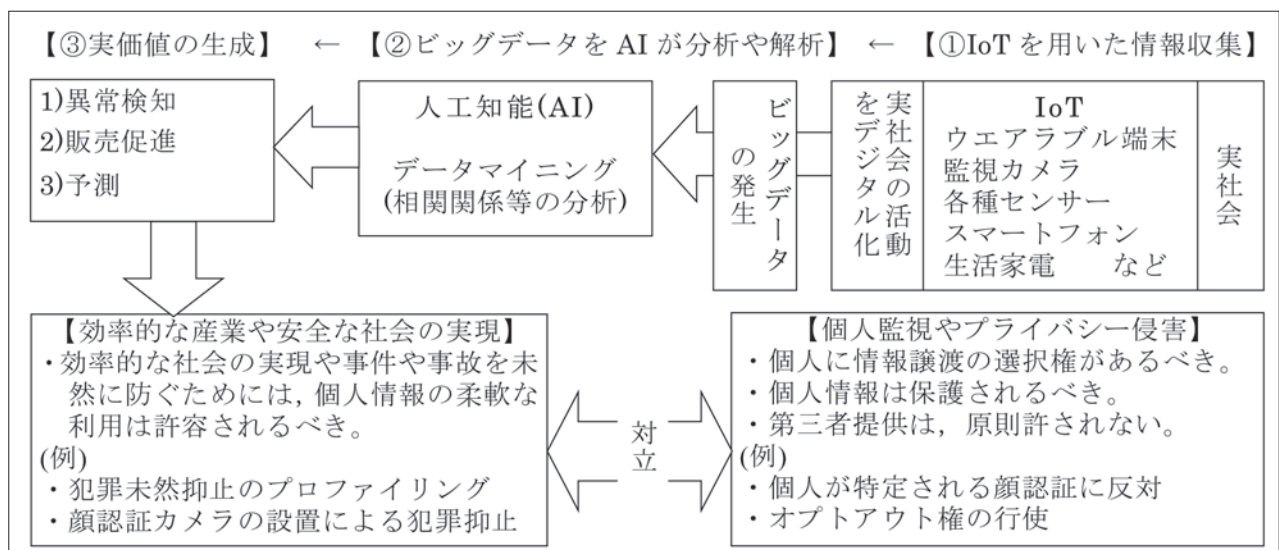 【③実価値の生成】 ← 【②ビッグデータを AI が分析や解析】 ← 【①IoT を用いた情報収集】
1)異常検知
2)販売促進
3)予測
人工知能(AI)
データマイニング
(相関関係等の分析)
ビッグデータ
の発生
実社会の活動
をデジタル化
IoT
ウエアラブル端末
監視カメラ
各種センサー
スマートフォン
生活家電 など
実社会
【効率的な産業や安全な社会の実現】
・効率的な社会の実現や事件や事故を未
然に防ぐためには,個人情報の柔軟な
利用は許容されるべき。
(例)
・犯罪未然抑止のプロファイリング
・顔認証カメラの設置による犯罪抑止
対立
【個人監視やプライバシー侵害】
・個人に情報譲渡の選択権があるべき。
・個人情報は保護されるべき。
・第三者提供は,原則許されない。
(例)
・個人が特定される顔認証に反対
・オプトアウト権の行使